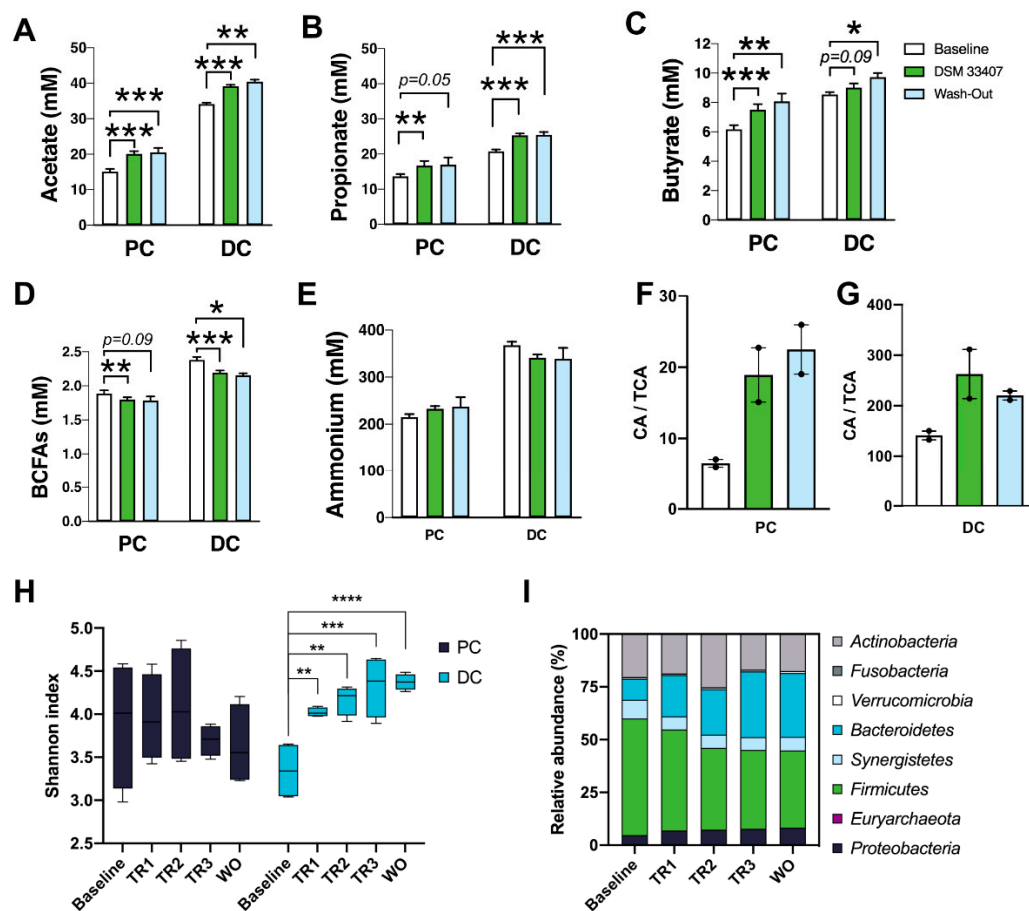 A
Acetate (mM)
50
40
30
20
10
0
***
***
***
**
PC
DC
B
Propionate (mM)
50
40
30
20
10
0
**
p=0.05
***
***
PC
DC
C
Butyrate (mM)
12
10
8
6
4
2
0
***
**
p=0.09
*
PC
DC
Baseline
DSM 33407
Wash-Out
D
BCFAs (mM)
2.5
2.0
1.5
1.0
0.5
0.0
**
p=0.09
***
*
PC
DC
E
Ammonium (mM)
400
300
200
100
0
PC
DC
F
CA / TCA
30
20
10
0
PC
G
CA / TCA
400
300
200
100
0
DC
H
Shannon index
5.0
4.5
4.0
3.5
3.0
2.5
****
***
**
**
PC
DC
Baseline
TR1
TR2
TR3
WO
Baseline
TR1
TR2
TR3
WO
I
Relative abundance (%)
100
75
50
25
0
Baseline
TR1
TR2
TR3
WO
Actinobacteria
Fusobacteria
Verrucomicrobia
Bacteroidetes
Synergistetes
Firmicutes
Euryarchaeota
Proteobacteria